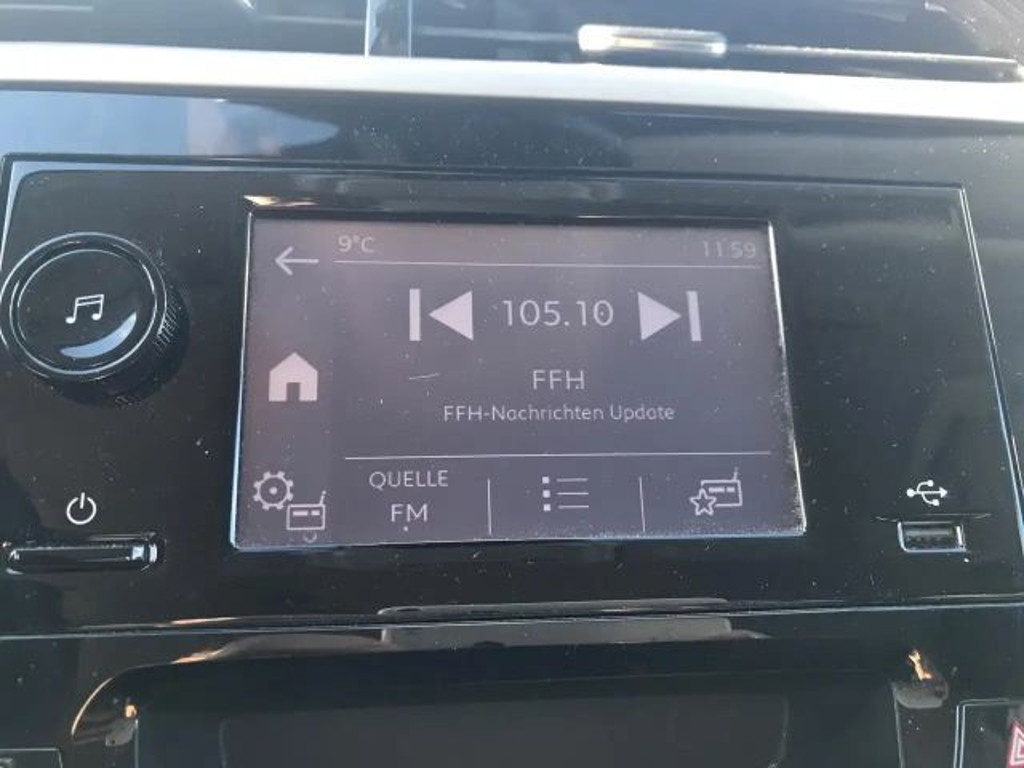 9°C 11:59
105.10
FFH
FFH-Nachrichten Update
QUELLE
FM